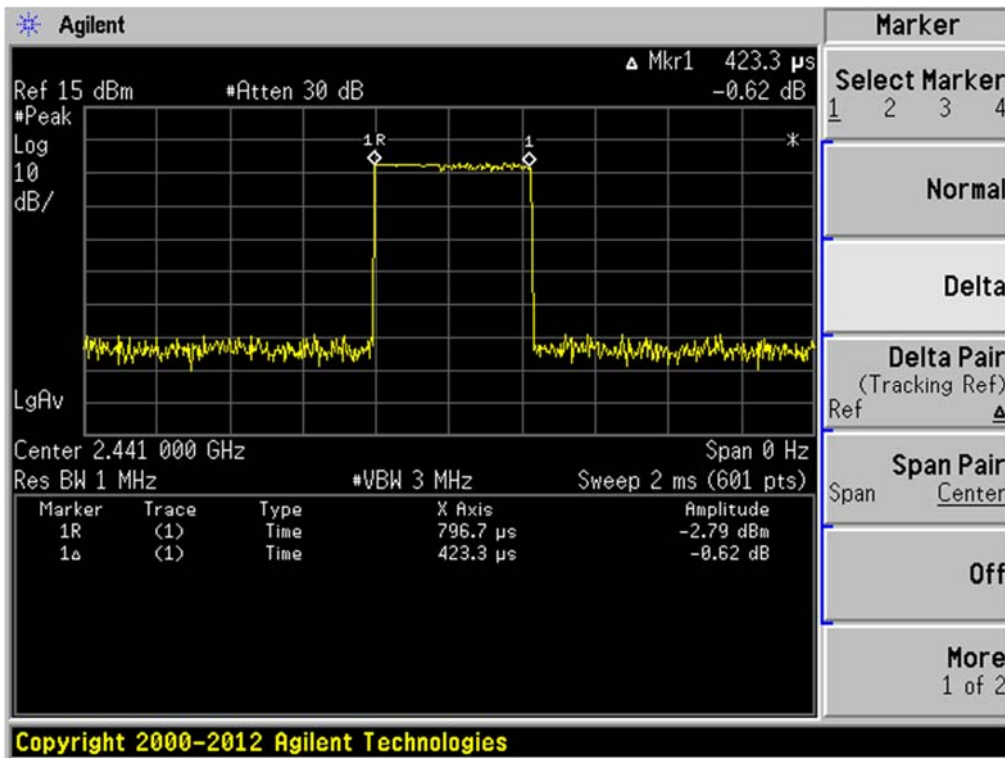 Agilent
Marker
Δ Mkr1 423.3 µs
Ref 15 dBm #Atten 30 dB -0.62 dB
#Peak
Log
10
dB/
1R
1
*
LgAv
Center 2.441 000 GHz Span 0 Hz
Res BW 1 MHz #VBW 3 MHz Sweep 2 ms (601 pts)
Marker Trace Type X Axis Amplitude
1R (1) Time 796.7 µs -2.79 dBm
1Δ (1) Time 423.3 µs -0.62 dB
Select Marker
1 2 3 4
Normal
Delta
Delta Pair
(Tracking Ref)
Ref Δ
Span Pair
Span Center
Off
More
1 of 2
Copyright 2000-2012 Agilent Technologies